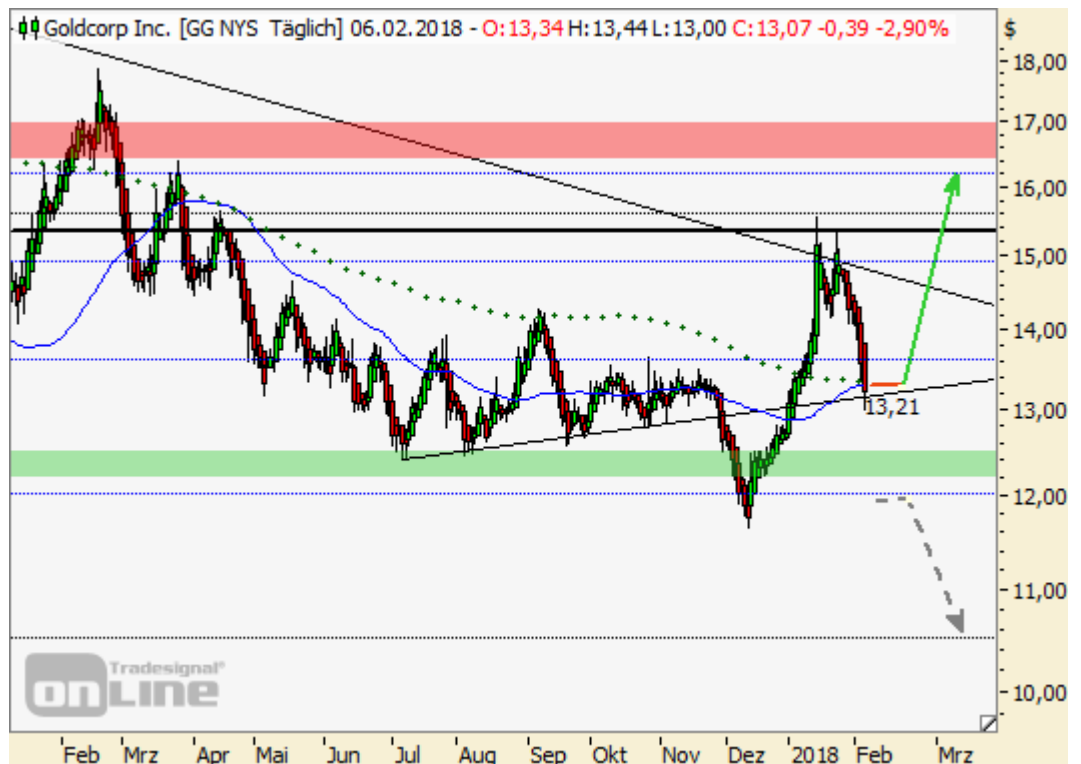 Goldcorp Inc. [GG NYS Täglich] 06.02.2018 - O:13,34 H:13,44 L:13,00 C:13,07 -0,39 -2,90%
$
18,00
17,00
16,00
15,00
14,00
13,00
12,00
11,00
10,00
13,21
Tradesignal®
onLine
Feb Mrz Apr Mai Jun Jul Aug Sep Okt Nov Dez 2018 Feb Mrz